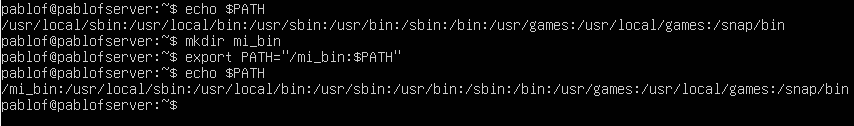 pablof@pablofserver:~$ echo $PATH
/usr/local/sbin:/usr/local/bin:/usr/sbin:/usr/bin:/sbin:/bin:/usr/games:/usr/local/games:/snap/bin
pablof@pablofserver:~$ mkdir mi_bin
pablof@pablofserver:~$ export PATH="/mi_bin:$PATH"
pablof@pablofserver:~$ echo $PATH
/mi_bin:/usr/local/sbin:/usr/local/bin:/usr/sbin:/usr/bin:/sbin:/bin:/usr/games:/usr/local/games:/snap/bin
pablof@pablofserver:~$